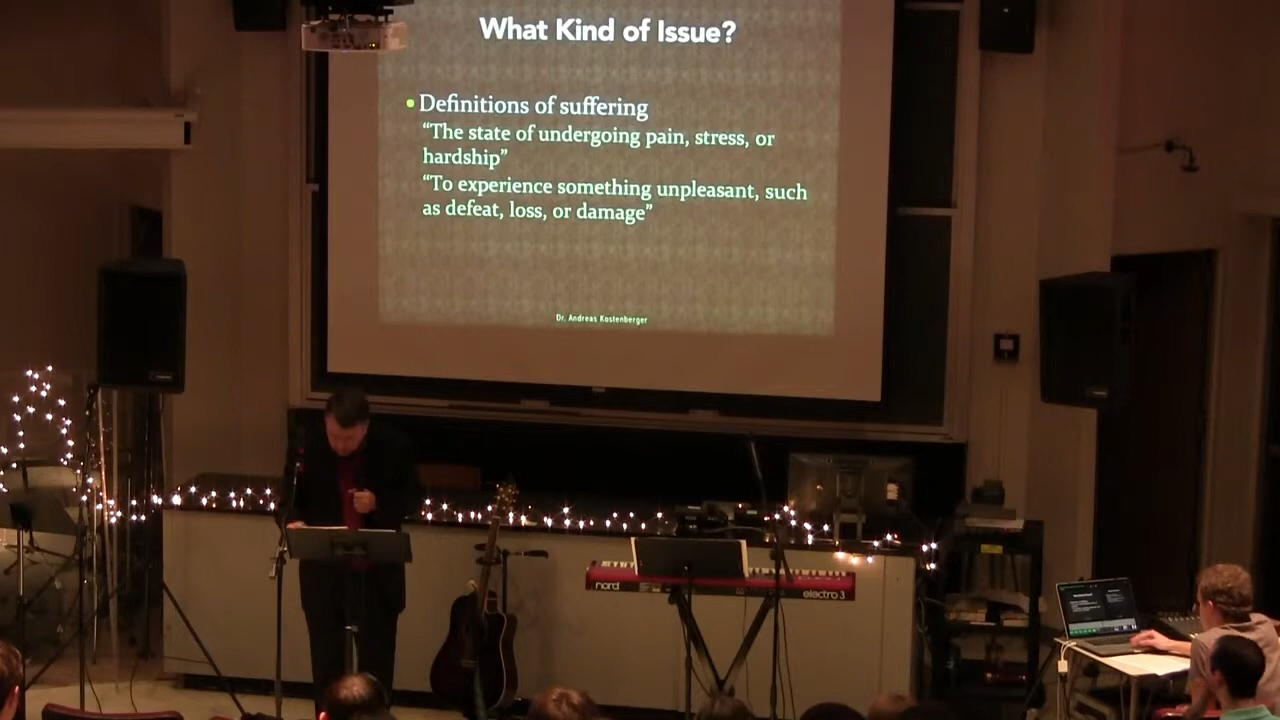 What Kind of Issue?
Definitions of suffering
“The state of undergoing pain, stress, or
hardship”
“To experience something unpleasant, such
as defeat, loss, or damage”
Dr. Andreas Kostenberger
nord
electro 3